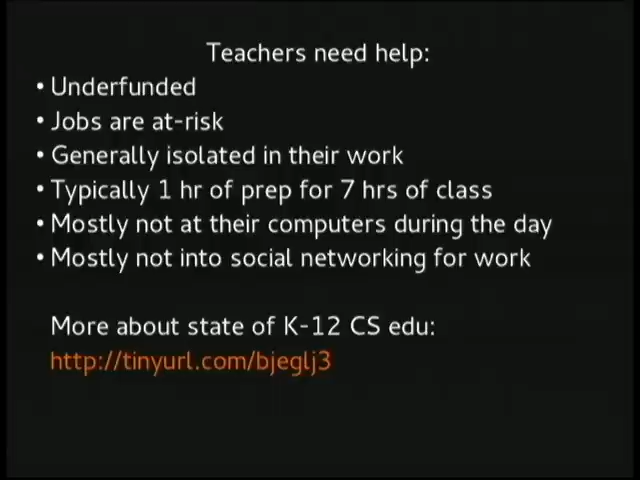 Teachers need help:
• Underfunded
• Jobs are at-risk
• Generally isolated in their work
• Typically 1 hr of prep for 7 hrs of class
• Mostly not at their computers during the day
• Mostly not into social networking for work
More about state of K-12 CS edu:
http://tinyurl.com/bjeglj3